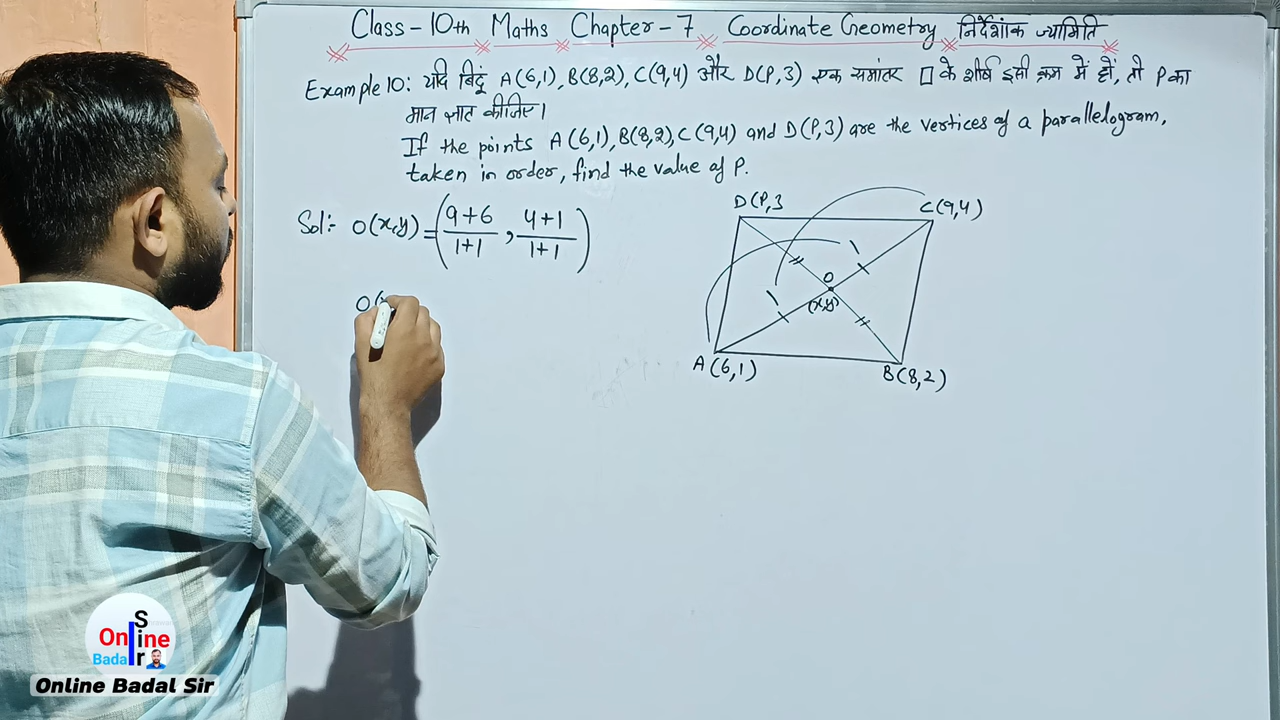 Class-10th Maths Chapter-7 Coordinate Geometry निर्देशांक ज्यामिति
Example 10: यदि बिंदु A(6,1), B(8,2), C(9,4) और D(P,3) एक समांतर ▯ के शीर्ष इसी क्रम में हों, तो P का
मान ज्ञात कीजिए।
If the points A(6,1), B(8,2), C(9,4) and D(P,3) are the vertices of a parallelogram,
taken in order, find the value of P.
Sol:- O(x,y) = (9+6/1+1, 4+1/1+1)
D(P,3
C(9,4)
O
(x,y)
A(6,1)
B(8,2)
O(x
Online
Sir
Badal
Online Badal Sir